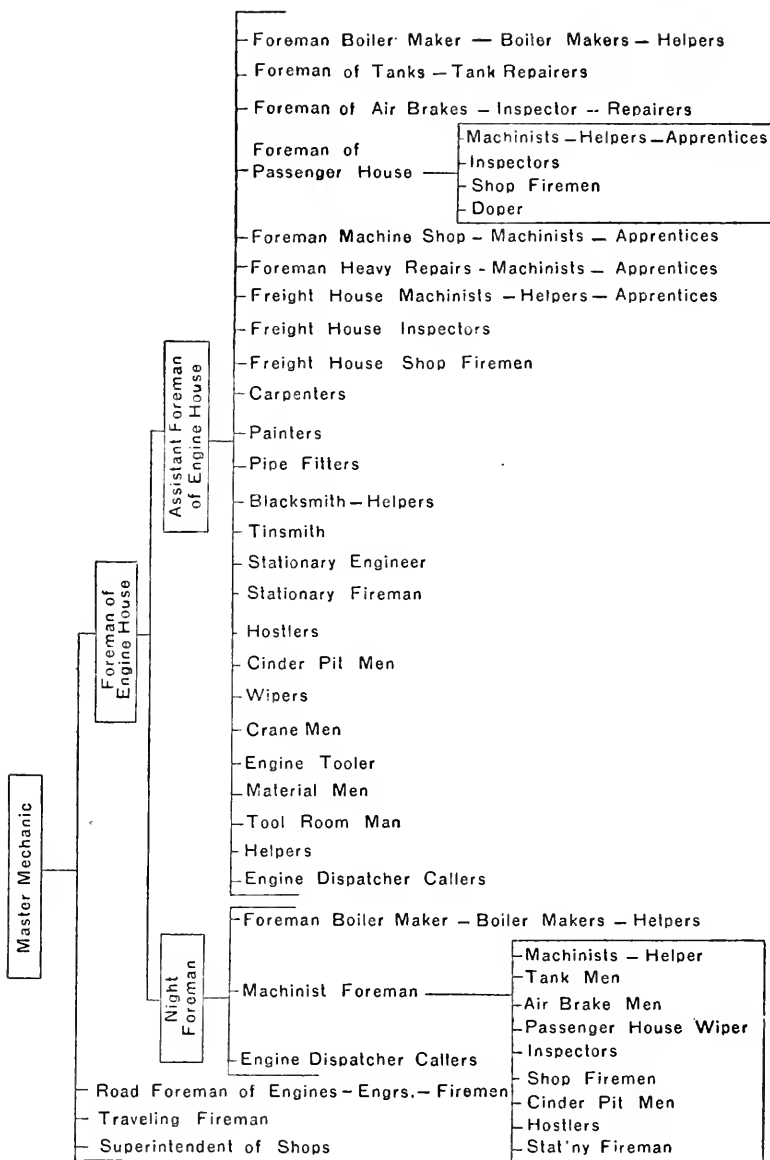 Foreman Boiler Maker — Boiler Makers — Helpers
Foreman of Tanks — Tank Repairers
Foreman of Air Brakes — Inspector -- Repairers
Foreman of
Passenger House
Machinists — Helpers — Apprentices
Inspectors
Shop Firemen
Doper
Foreman Machine Shop — Machinists — Apprentices
Foreman Heavy Repairs - Machinists — Apprentices
Freight House Machinists — Helpers — Apprentices
Freight House Inspectors
Freight House Shop Firemen
Carpenters
Painters
Pipe Fitters
Blacksmith — Helpers
Tinsmith
Stationary Engineer
Stationary Fireman
Hostlers
Cinder Pit Men
Wipers
Crane Men
Engine Tooler
Material Men
Tool Room Man
Helpers
Engine Dispatcher Callers
Assistant Foreman
of Engine House
Foreman of
Engine House
Master Mechanic
Night
Foreman
Foreman Boiler Maker — Boiler Makers — Helpers
Machinist Foreman
Machinists — Helper
Tank Men
Air Brake Men
Passenger House Wiper
Inspectors
Shop Firemen
Cinder Pit Men
Hostlers
Stat'ny Fireman
Engine Dispatcher Callers
Road Foreman of Engines — Engrs. — Firemen
Traveling Fireman
Superintendent of Shops